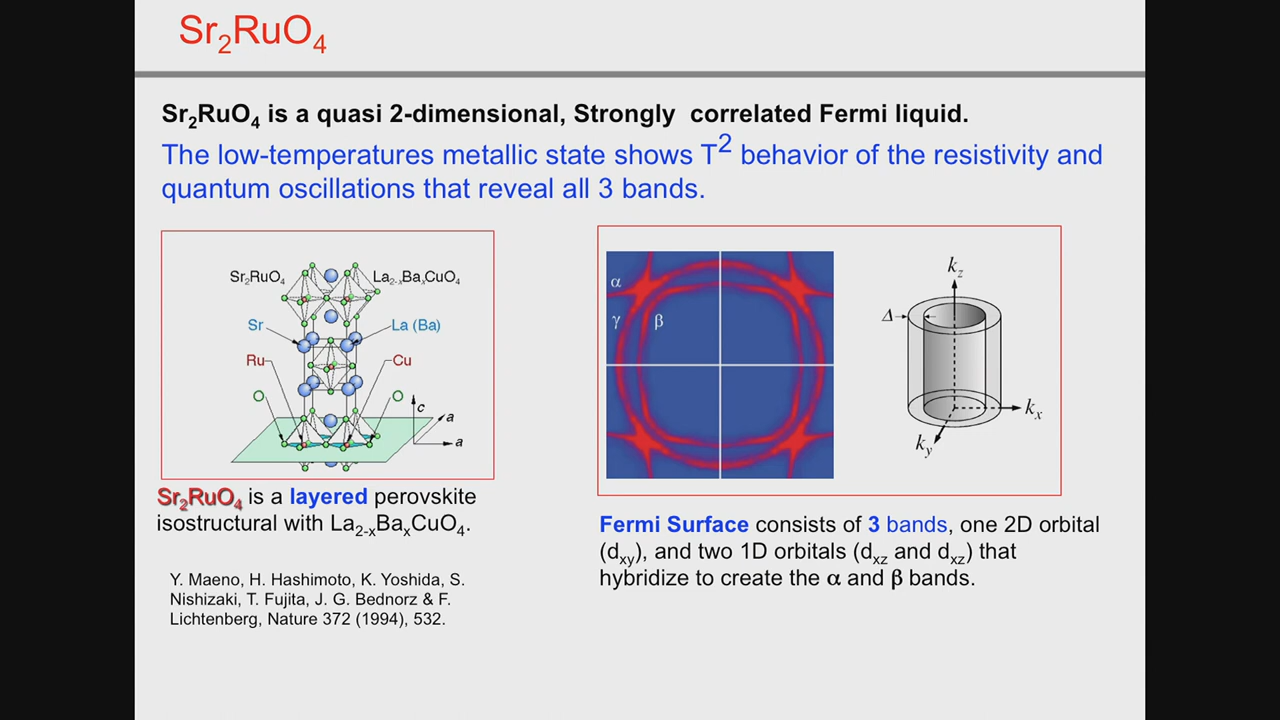 Sr2RuO4
Sr2RuO4 is a quasi 2-dimensional, Strongly correlated Fermi liquid.
The low-temperatures metallic state shows T2 behavior of the resistivity and
quantum oscillations that reveal all 3 bands.
Sr2RuO4
La2-xBaxCuO4
Sr
La (Ba)
Ru
Cu
O
O
c
a
a
Sr2RuO4 is a layered perovskite
isostructural with La2-xBaxCuO4.
Y. Maeno, H. Hashimoto, K. Yoshida, S.
Nishizaki, T. Fujita, J. G. Bednorz & F.
Lichtenberg, Nature 372 (1994), 532.
α
γ
β
kz
Δ
kx
ky
Fermi Surface consists of 3 bands, one 2D orbital
(dxy), and two 1D orbitals (dxz and dxz) that
hybridize to create the α and β bands.